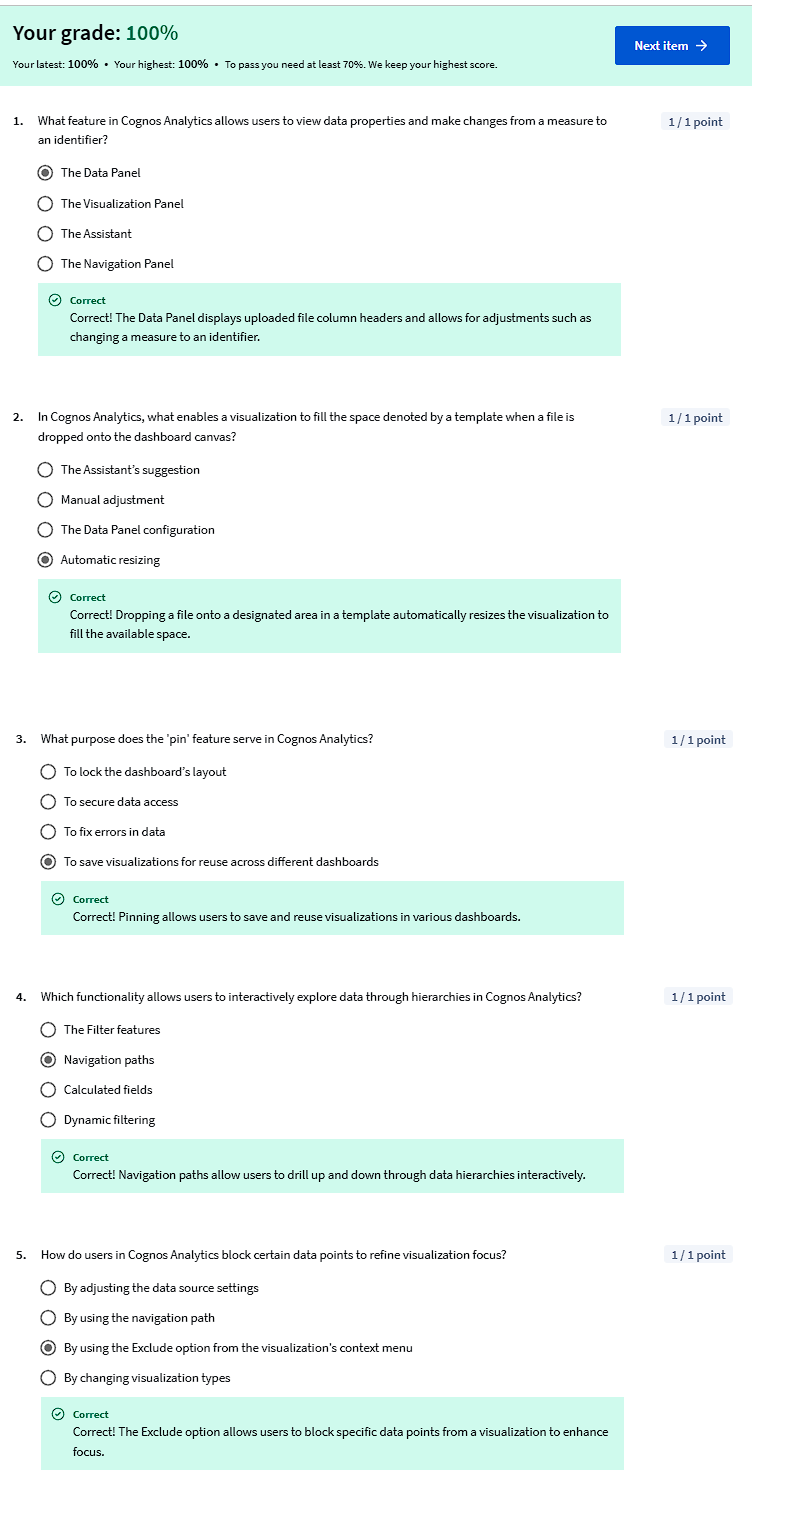 Your grade: 100%
Next item →
Your latest: 100% • Your highest: 100% • To pass you need at least 70%. We keep your highest score.
1. What feature in Cognos Analytics allows users to view data properties and make changes from a measure to
an identifier?
1 / 1 point
The Data Panel
The Visualization Panel
The Assistant
The Navigation Panel
Correct
Correct! The Data Panel displays uploaded file column headers and allows for adjustments such as
changing a measure to an identifier.
2. In Cognos Analytics, what enables a visualization to fill the space denoted by a template when a file is
dropped onto the dashboard canvas?
1 / 1 point
The Assistant's suggestion
Manual adjustment
The Data Panel configuration
Automatic resizing
Correct
Correct! Dropping a file onto a designated area in a template automatically resizes the visualization to
fill the available space.
3. What purpose does the 'pin' feature serve in Cognos Analytics?
1 / 1 point
To lock the dashboard's layout
To secure data access
To fix errors in data
To save visualizations for reuse across different dashboards
Correct
Correct! Pinning allows users to save and reuse visualizations in various dashboards.
4. Which functionality allows users to interactively explore data through hierarchies in Cognos Analytics?
1 / 1 point
The Filter features
Navigation paths
Calculated fields
Dynamic filtering
Correct
Correct! Navigation paths allow users to drill up and down through data hierarchies interactively.
5. How do users in Cognos Analytics block certain data points to refine visualization focus?
1 / 1 point
By adjusting the data source settings
By using the navigation path
By using the Exclude option from the visualization's context menu
By changing visualization types
Correct
Correct! The Exclude option allows users to block specific data points from a visualization to enhance
focus.